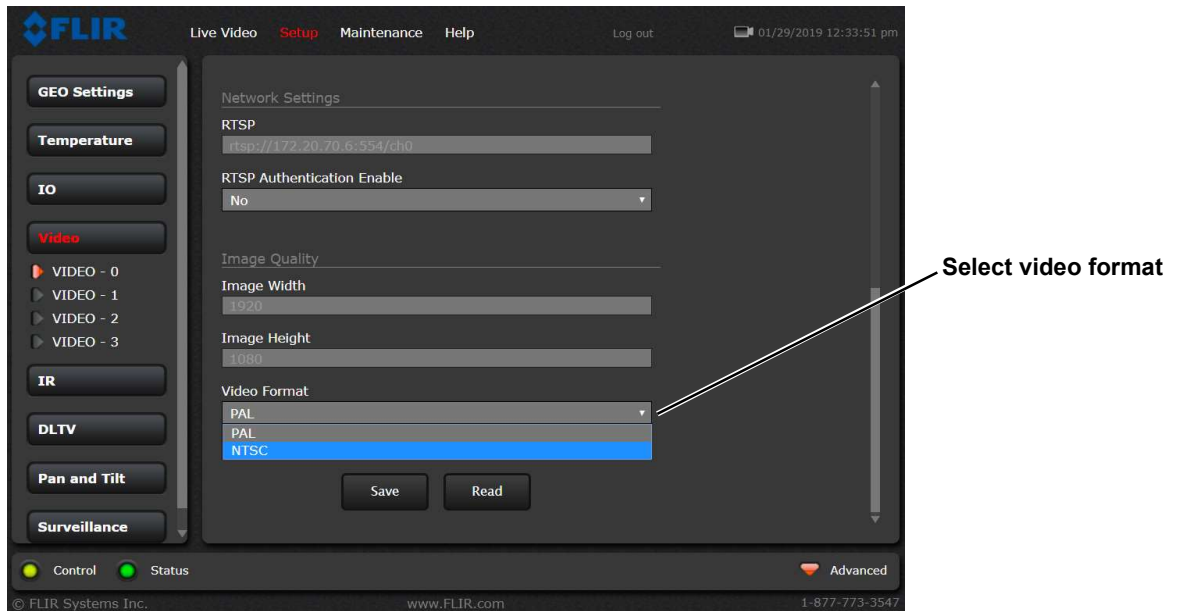 FLIR
Live Video Setup Maintenance Help Log out 01/29/2019 12:33:51 pm
GEO Settings
Temperature
IO
Video
VIDEO - 0
VIDEO - 1
VIDEO - 2
VIDEO - 3
IR
DLTV
Pan and Tilt
Surveillance
Network Settings
RTSP
rtsp://172.20.70.6:554/ch0
RTSP Authentication Enable
No
Image Quality
Image Width
1920
Image Height
1080
Video Format
PAL
PAL
NTSC
Save Read
Select video format
Control Status Advanced
© FLIR Systems Inc. www.FLIR.com 1-877-773-3547